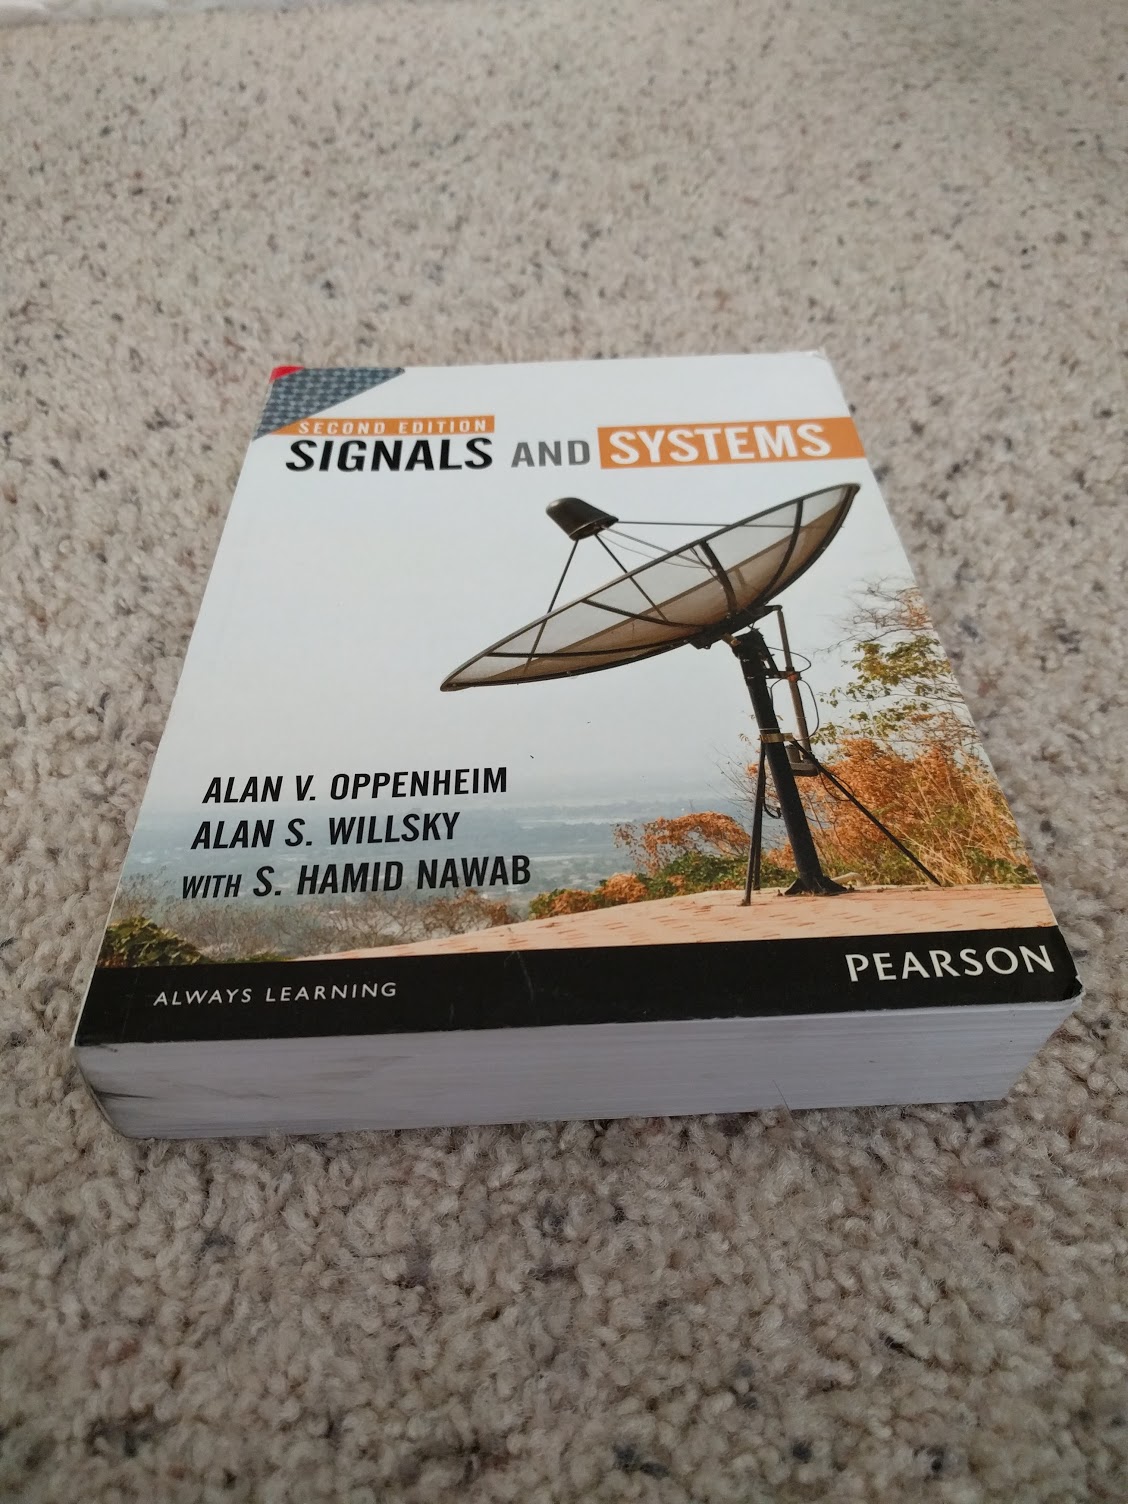 SECOND EDITION
SIGNALS AND SYSTEMS
ALAN V. OPPENHEIM
ALAN S. WILLSKY
WITH S. HAMID NAWAB
ALWAYS LEARNING
PEARSON